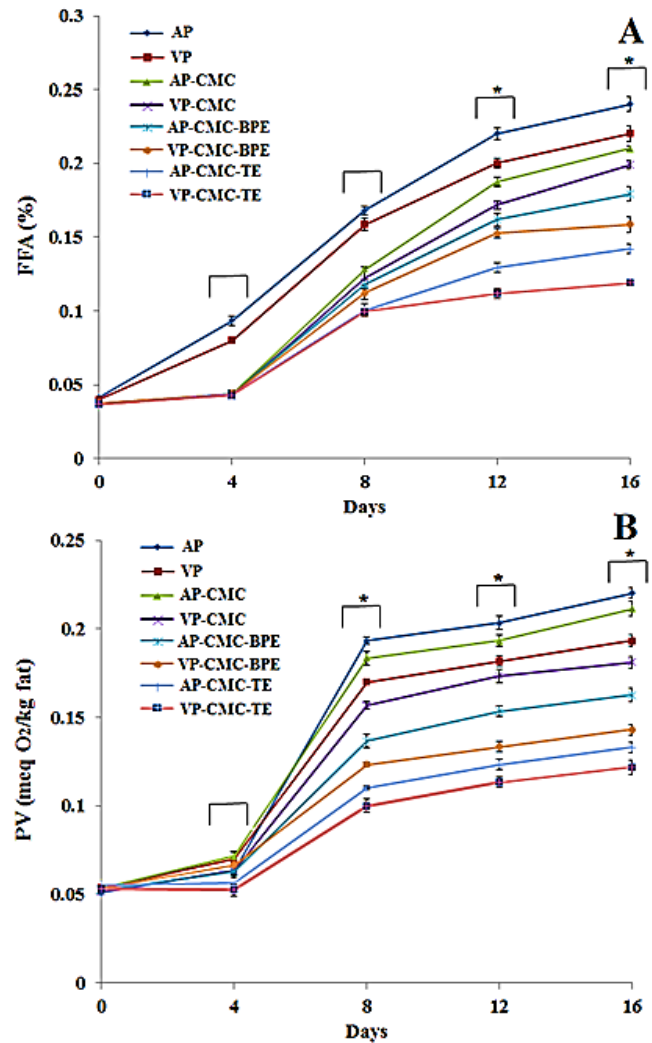 A
0.3
AP
VP
AP-CMC
VP-CMC
AP-CMC-BPE
VP-CMC-BPE
AP-CMC-TE
VP-CMC-TE
* *
0.25
0.2
0.15
0.1
0.05
0
FFA (%)
0 4 8 12 16
Days
B
0.25
AP
VP
AP-CMC
VP-CMC
AP-CMC-BPE
VP-CMC-BPE
AP-CMC-TE
VP-CMC-TE
* * *
0.2
0.15
0.1
0.05
0
PV (meq O2/kg fat)
0 4 8 12 16
Days